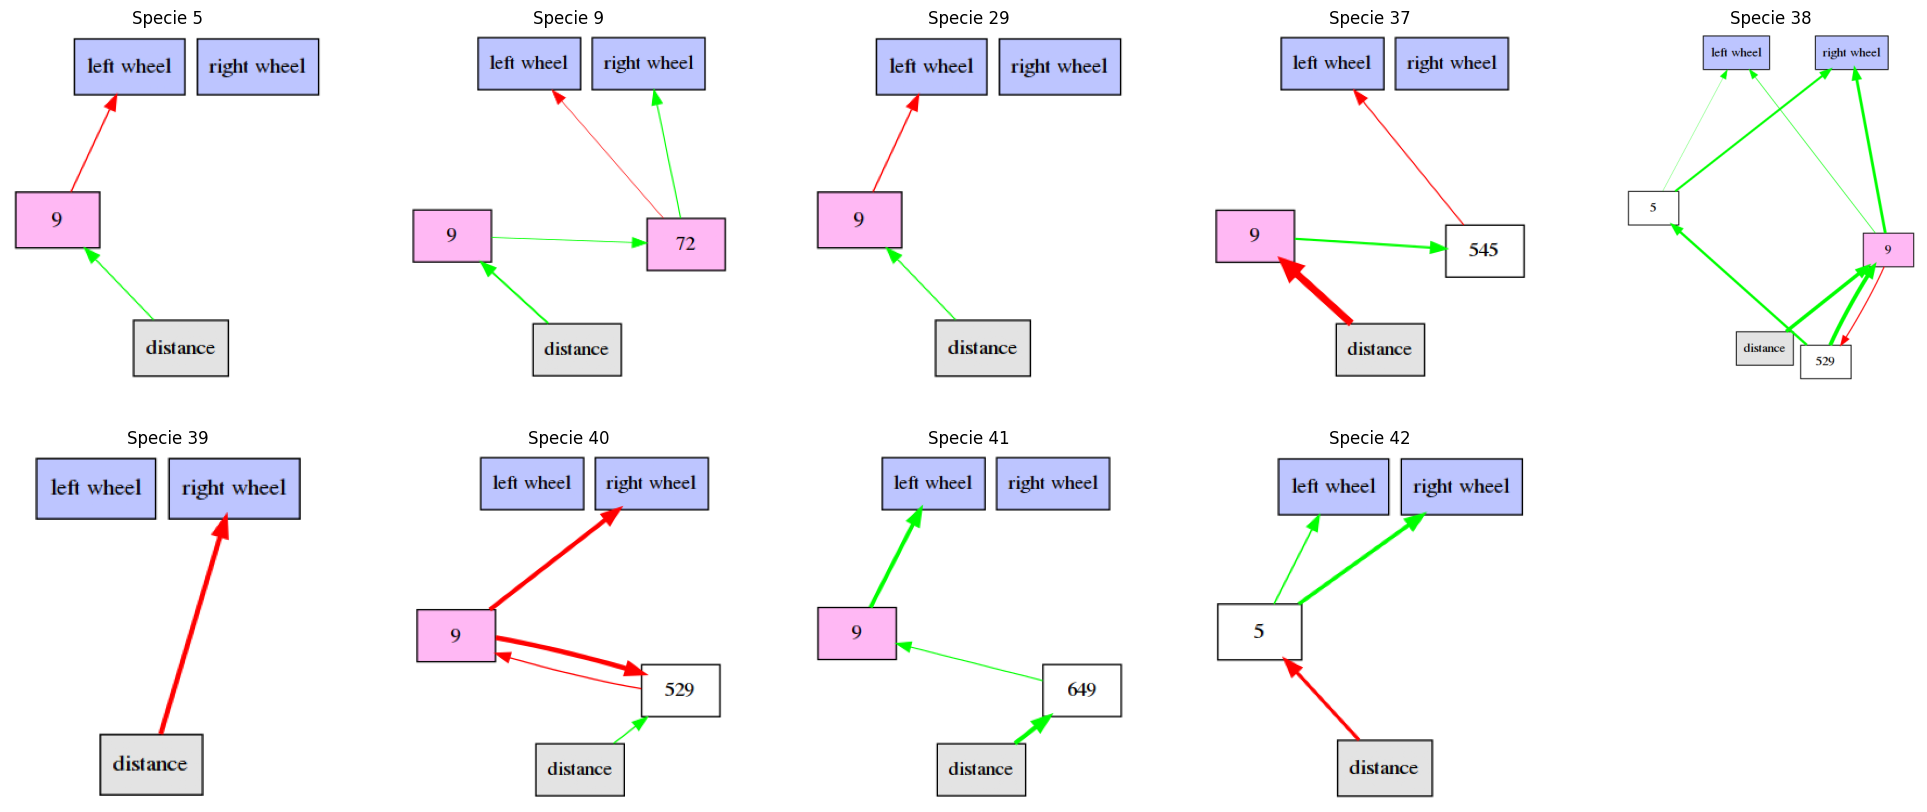 Specie 5
left wheel
right wheel
9
distance
Specie 9
left wheel
right wheel
9
72
distance
Specie 29
left wheel
right wheel
9
distance
Specie 37
left wheel
right wheel
9
545
distance
Specie 38
left wheel
right wheel
5
9
distance
529
Specie 39
left wheel
right wheel
distance
Specie 40
left wheel
right wheel
9
529
distance
Specie 41
left wheel
right wheel
9
649
distance
Specie 42
left wheel
right wheel
5
distance